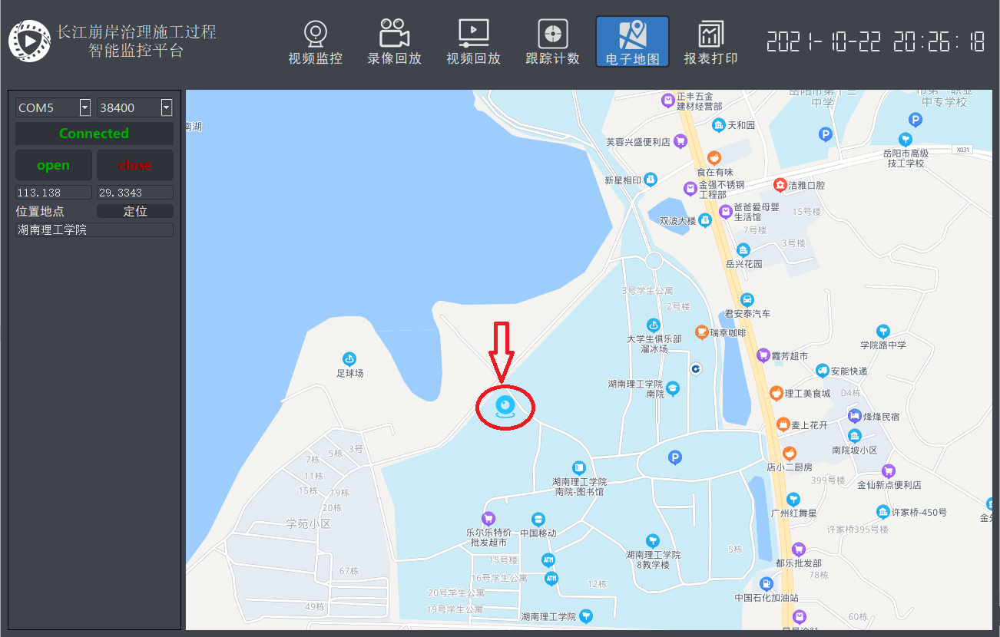 长江崩岸治理施工过程
智能监控平台
视频监控
录像回放
视频回放
跟踪计数
电子地图
报表打印
2021-10-22 20:26:18
COM5
38400
Connected
open
close
113.138
29.3343
位置地点
定位
湖南理工学院
南湖
正丰五金
建材经营部
天和园
中学
中专学校
P
P
芙蓉兴盛便利店
岳阳市高级
技工学校
X031
食在有味
新星相印
金强不锈钢
工程部
洁雅口腔
爸爸爱母婴
生活馆
15号楼
双波大楼
7号楼
3号楼
岳兴花园
3号学生公寓
2号楼
君安泰汽车
大学生俱乐部
溜冰场
瑞幸咖啡
学院路中学
霞芳超市
足球场
安能快递
湖南理工学院
南院
理工美食城
D4栋
烽烽民宿
麦上花开
南院坡小区
3号
5栋
7栋
P
店小二厨房
11栋
399号楼
金仙新点便利店
湖南理工学院
南院-图书馆
15栋
19栋
20栋
广州红舞星
许家桥-450号
学苑小区
乐尔乐特价
批发超市
中国移动
许家桥395号楼
湖南理工学院
8教学楼
5栋
15号楼
ATM
都乐批发部
67栋
16号学生公寓
ATM
78栋
12栋
20号学生公寓
中国石化加油站
49栋
19号学生公寓
湖南理工学院
60栋